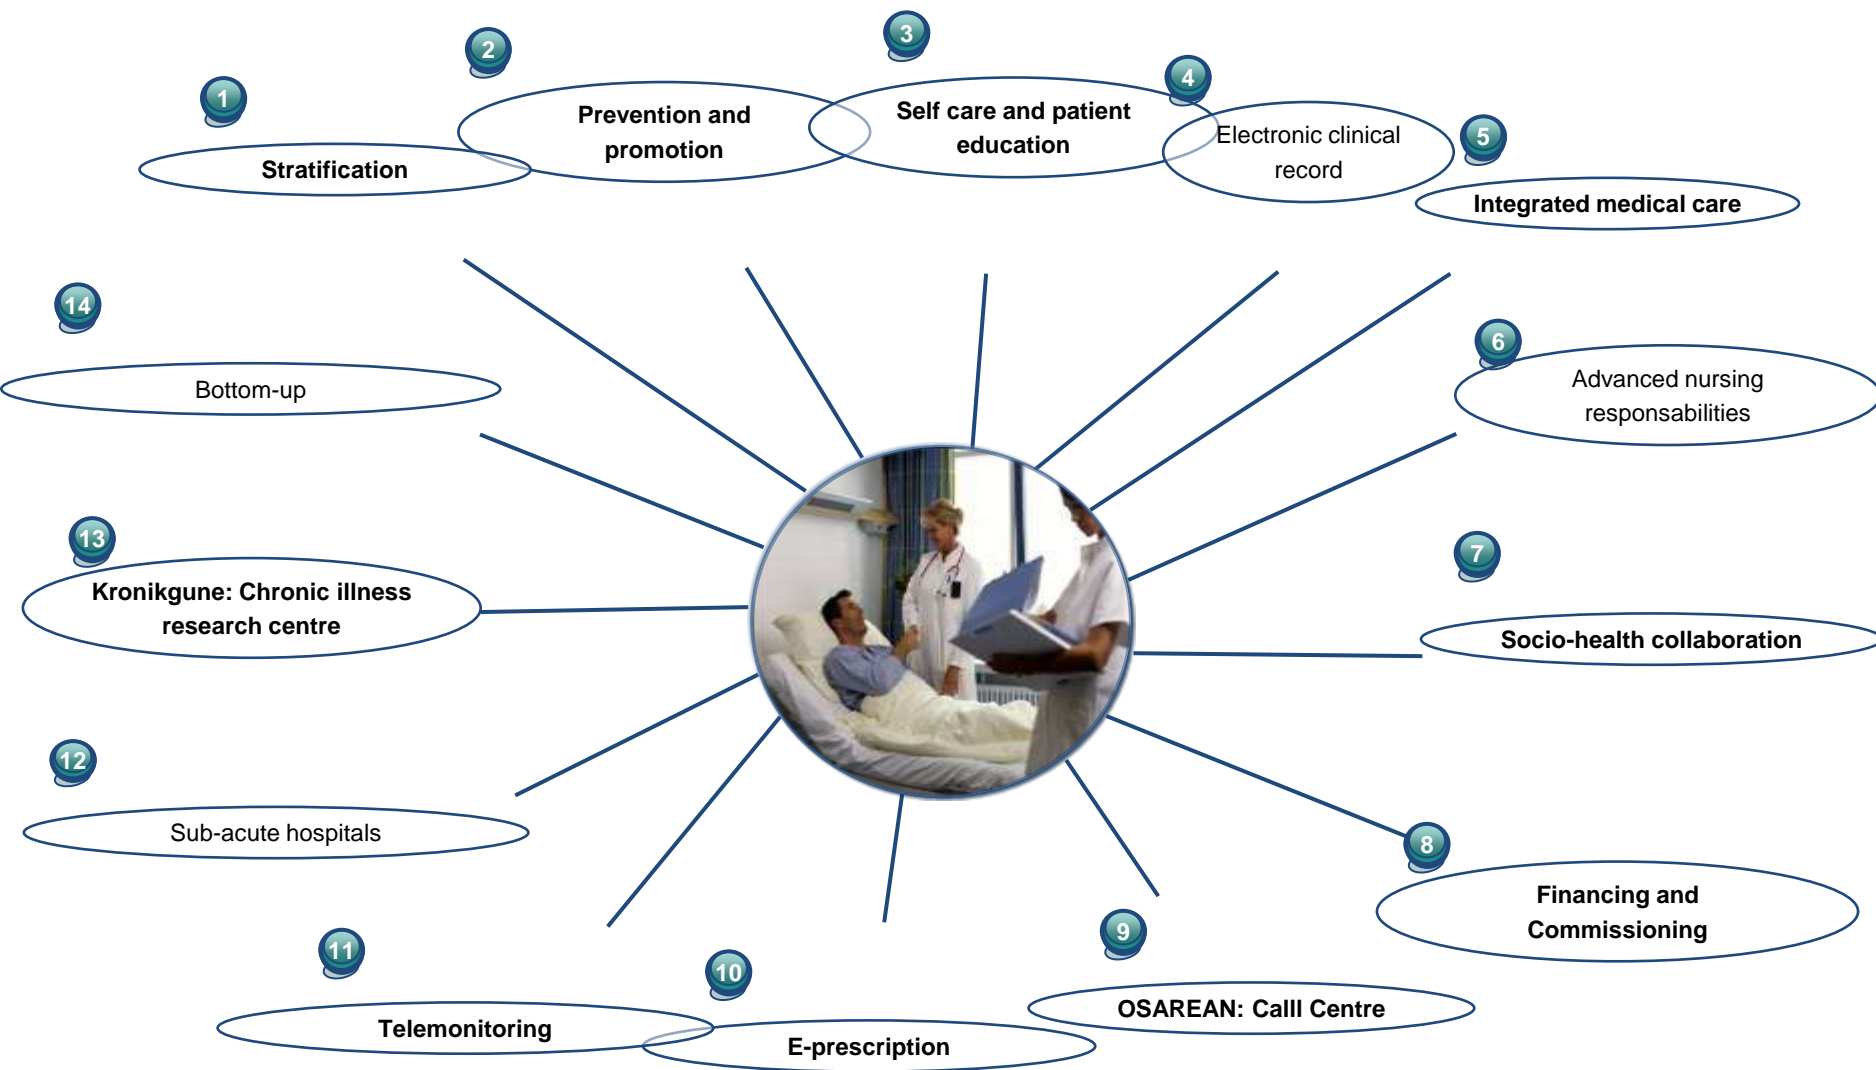 1
Stratification
2
Prevention and
promotion
3
Self care and patient
education
4
Electronic clinical
record
5
Integrated medical care
6
Advanced nursing
responsabilities
7
Socio-health collaboration
8
Financing and
Commissioning
9
OSAREAN: Calll Centre
10
E-prescription
11
Telemonitoring
12
Sub-acute hospitals
13
Kronikgune: Chronic illness
research centre
14
Bottom-up